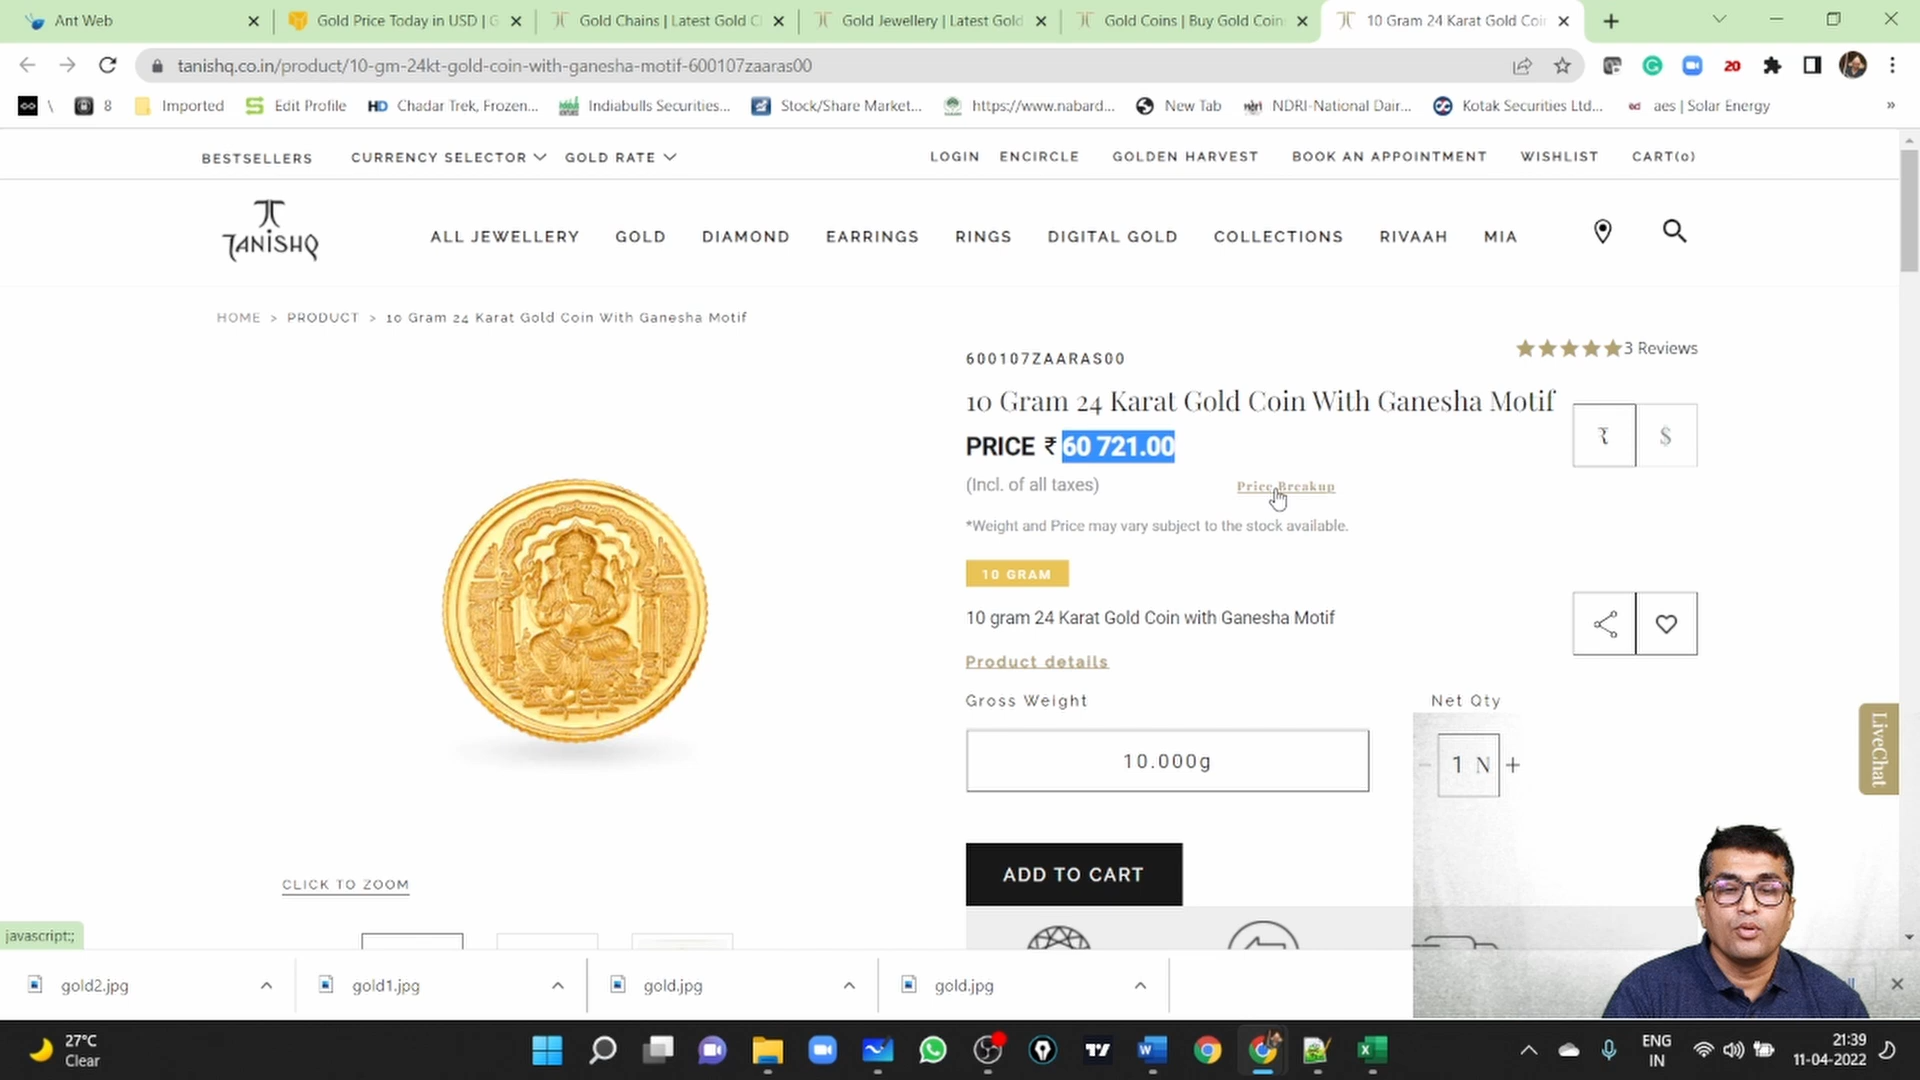 Ant Web
Gold Price Today in USD | G
Gold Chains | Latest Gold C
Gold Jewellery | Latest Gold
Gold Coins | Buy Gold Coin
10 Gram 24 Karat Gold Coi
tanishq.co.in/product/10-gm-24kt-gold-coin-with-ganesha-motif-600107zaaras00
20
\ 8 Imported Edit Profile HD Chadar Trek, Frozen... Indiabulls Securities... Stock/Share Market... https://www.nabard... New Tab NDRI-National Dair... Kotak Securities Ltd... aes | Solar Energy »
BESTSELLERS CURRENCY SELECTOR GOLD RATE LOGIN ENCIRCLE GOLDEN HARVEST BOOK AN APPOINTMENT WISHLIST CART(0)
TANISHQ
ALL JEWELLERY GOLD DIAMOND EARRINGS RINGS DIGITAL GOLD COLLECTIONS RIVAAH MIA
HOME > PRODUCT > 10 Gram 24 Karat Gold Coin With Ganesha Motif
600107ZAARAS00
3 Reviews
10 Gram 24 Karat Gold Coin With Ganesha Motif
PRICE ₹ 60 721.00
₹ $
(Incl. of all taxes) Price Breakup
*Weight and Price may vary subject to the stock available.
10 GRAM
10 gram 24 Karat Gold Coin with Ganesha Motif
Product details
Gross Weight Net Qty
10.000g
- 1 N +
LiveChat
ADD TO CART
CLICK TO ZOOM
javascript:;
gold2.jpg gold1.jpg gold.jpg gold.jpg
27°C
Clear
ENG
IN
21:39
11-04-2022